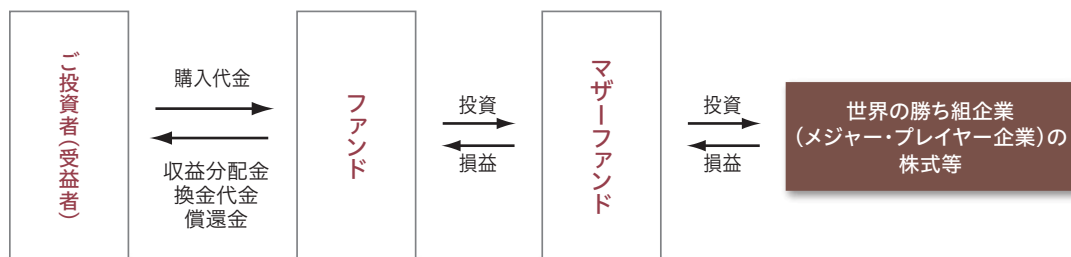 ご投資者(受益者)
購入代金
収益分配金
換金代金
償還金
ファンド
投資
損益
マザーファンド
投資
損益
世界の勝ち組企業
(メジャー・プレイヤー企業)の
株式等